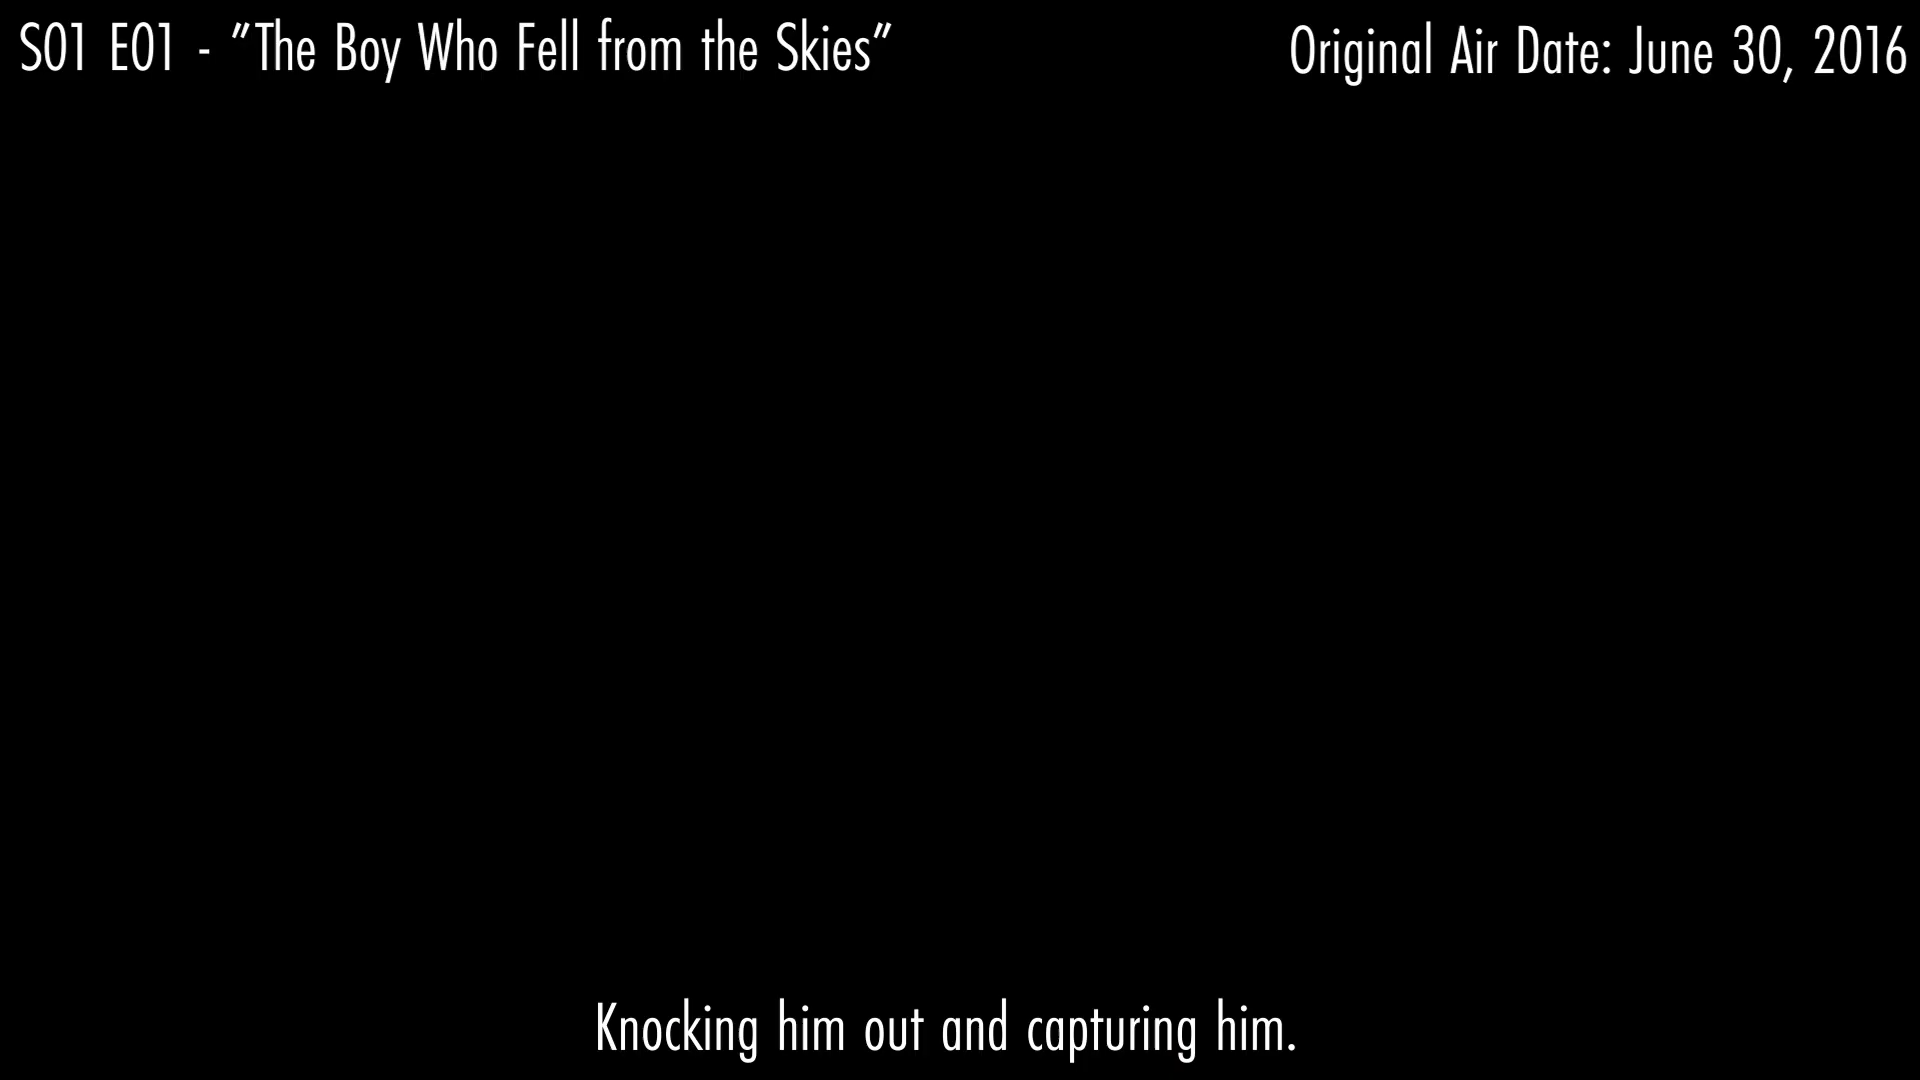 S01 E01 - "The Boy Who Fell from the Skies"
Original Air Date: June 30, 2016
Knocking him out and capturing him.